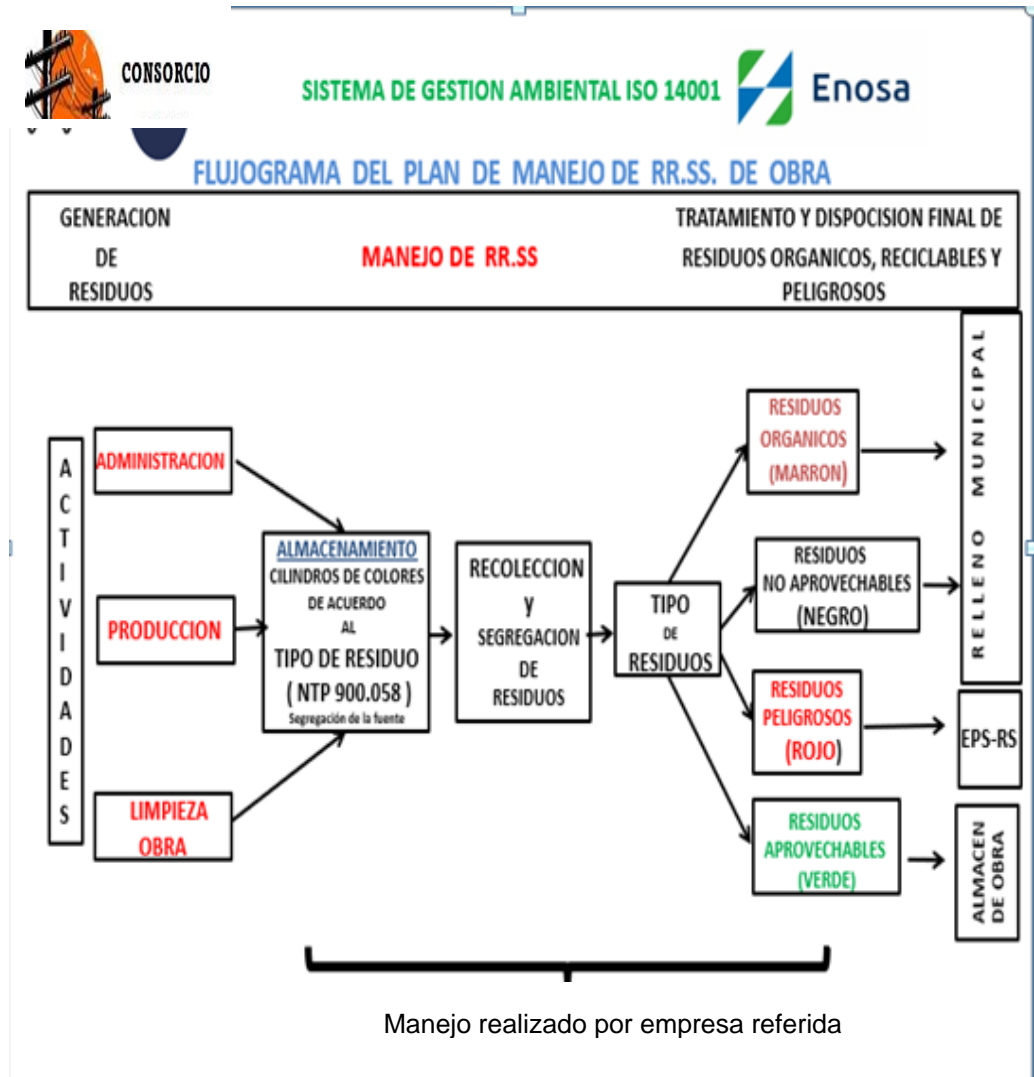 CONSORCIO
SISTEMA DE GESTION AMBIENTAL ISO 14001
Enosa
FLUJOGRAMA DEL PLAN DE MANEJO DE RR.SS. DE OBRA
GENERACION
DE
RESIDUOS
MANEJO DE RR.SS
TRATAMIENTO Y DISPOCISION FINAL DE
RESIDUOS ORGANICOS, RECICLABLES Y
PELIGROSOS
ACTIVIDADES
ADMINISTRACION
PRODUCCION
LIMPIEZA
OBRA
ALMACENAMIENTO
CILINDROS DE COLORES
DE ACUERDO
AL
TIPO DE RESIDUO
( NTP 900.058 )
Segregación de la fuente
RECOLECCION
y
SEGREGACION
DE
RESIDUOS
TIPO
DE
RESIDUOS
RESIDUOS
ORGANICOS
(MARRON)
RESIDUOS
NO APROVECHABLES
(NEGRO)
RESIDUOS
PELIGROSOS
(ROJO)
RESIDUOS
APROVECHABLES
(VERDE)
RELLENO MUNICIPAL
EPS-RS
ALMACEN
DE OBRA
Manejo realizado por empresa referida